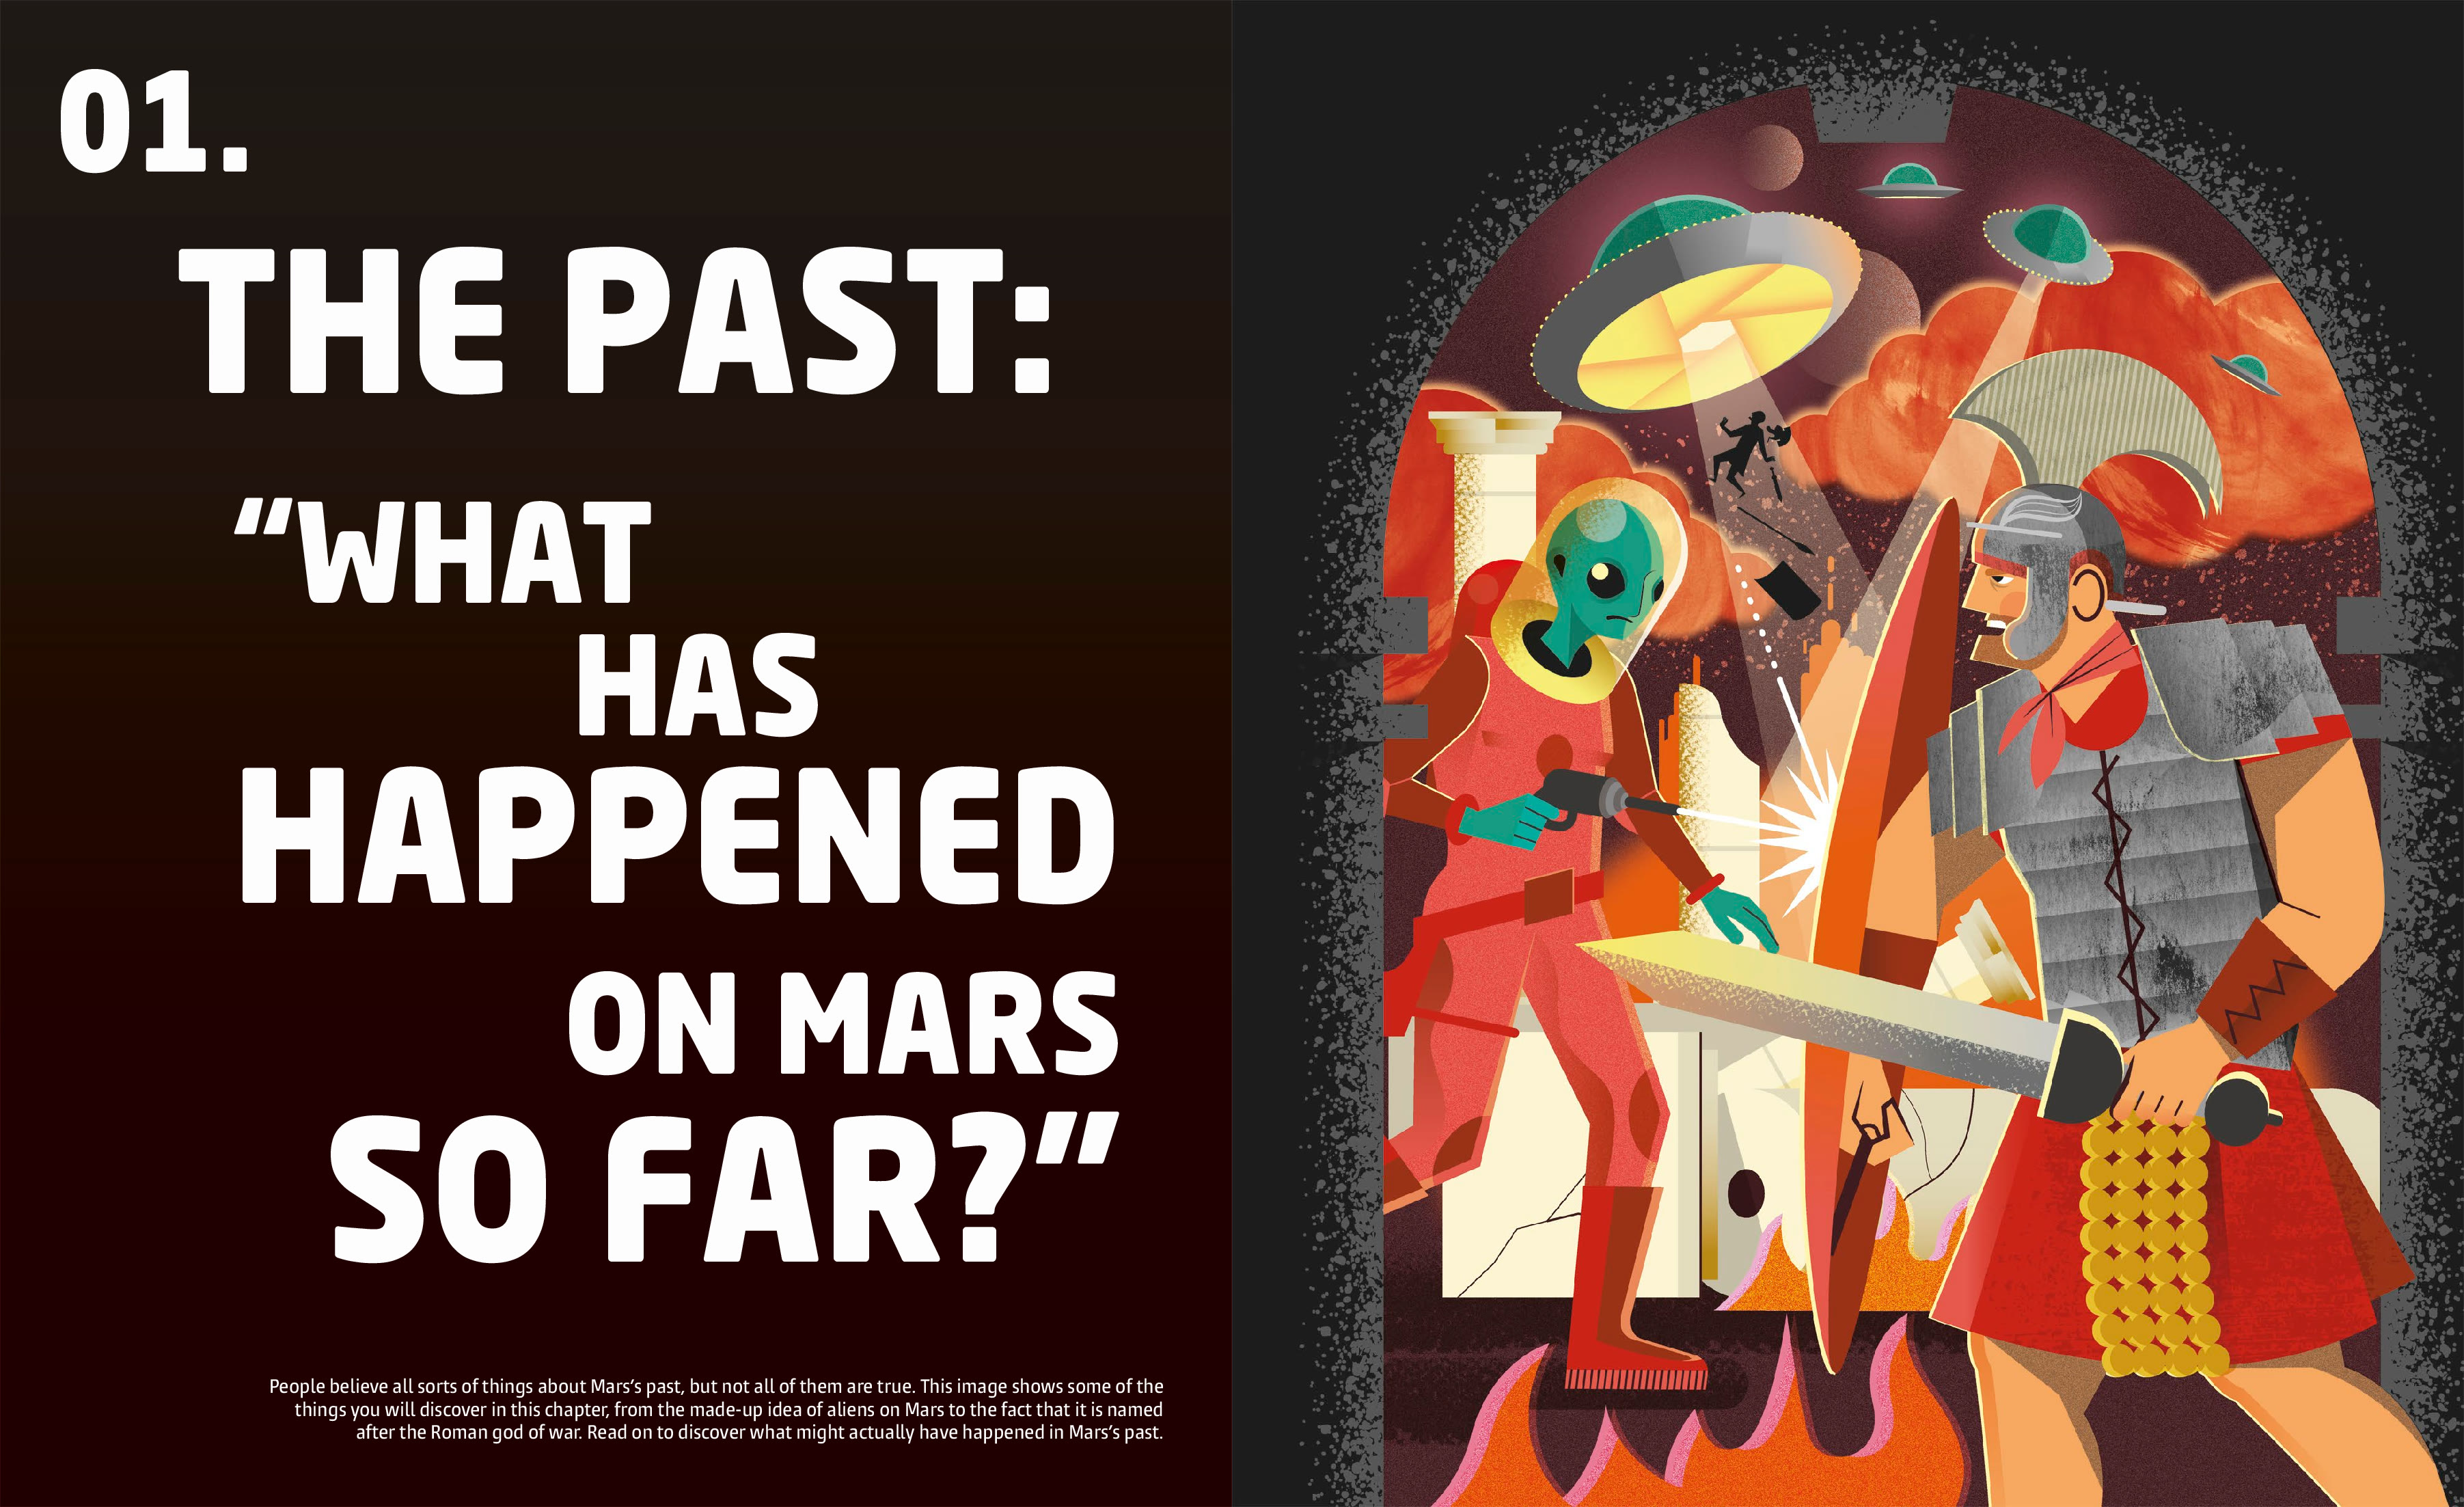 01.
THE PAST:
“WHAT
HAS
HAPPENED
ON MARS
SO FAR?”
People believe all sorts of things about Mars’s past, but not all of them are true. This image shows some of the
things you will discover in this chapter, from the made-up idea of aliens on Mars to the fact that it is named
after the Roman god of war. Read on to discover what might actually have happened in Mars’s past.